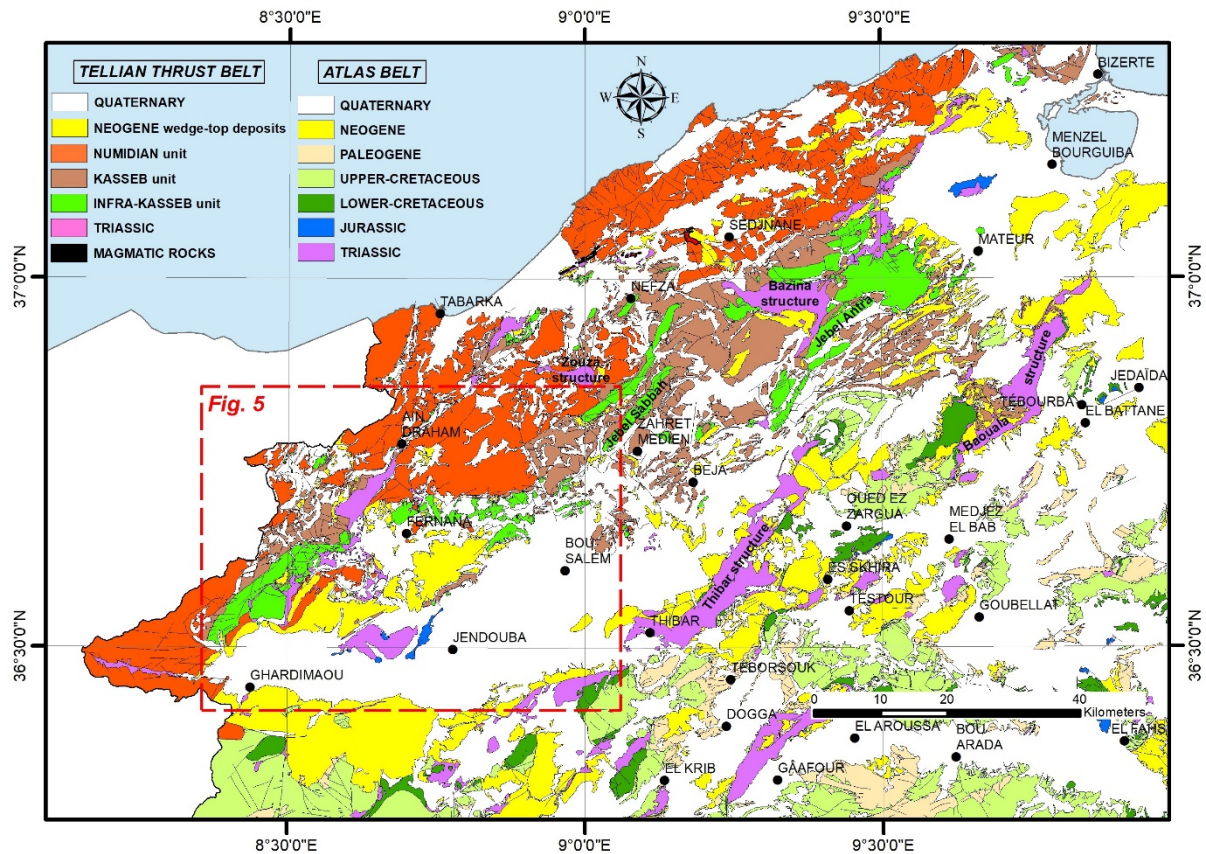 8°30'0"E
9°00'0"E
9°30'0"E
TELLIAN THRUST BELT
QUATERNARY
NEOGENE wedge-top deposits
NUMIDIAN unit
KASSEB unit
INFRA-KASSEB unit
TRIASSIC
MAGMATIC ROCKS
ATLAS BELT
QUATERNARY
NEOGENE
PALEOGENE
UPPER-CRETACEOUS
LOWER-CRETACEOUS
JURASSIC
TRIASSIC
N
W E
S
BIZERTE
MENZEL
BOURGUIBA
SEDJNANE
MATEUR
37°0'0"N
37°0'0"N
NEFZA
Bazina
structure
TABARKA
Jebel Antra
Zouza
structure
structure
JEDAÏDA
Fig. 5
TÉBOURBA
EL BATTANE
AIN
DRAHAM
Jebel Sabbah
ZAHRET
MEDIEN
Baouala
BEJA
OUED EZ
ZARGUA
MEDJEZ
EL BAB
FERNANA
BOU
SALEM
Thibar structure
ES SKHIRA
TESTOUR
GOUBELLAT
THIBAR
JENDOUBA
36°30'0"N
36°30'0"N
TEBORSOUK
GHARDIMAOU
0 10 20 40
Kilometers
DOGGA
EL AROUSSA
BOU
ARADA
EL FAHS
EL KRIB
GÂAFOUR
8°30'0"E
9°00'0"E
9°30'0"E